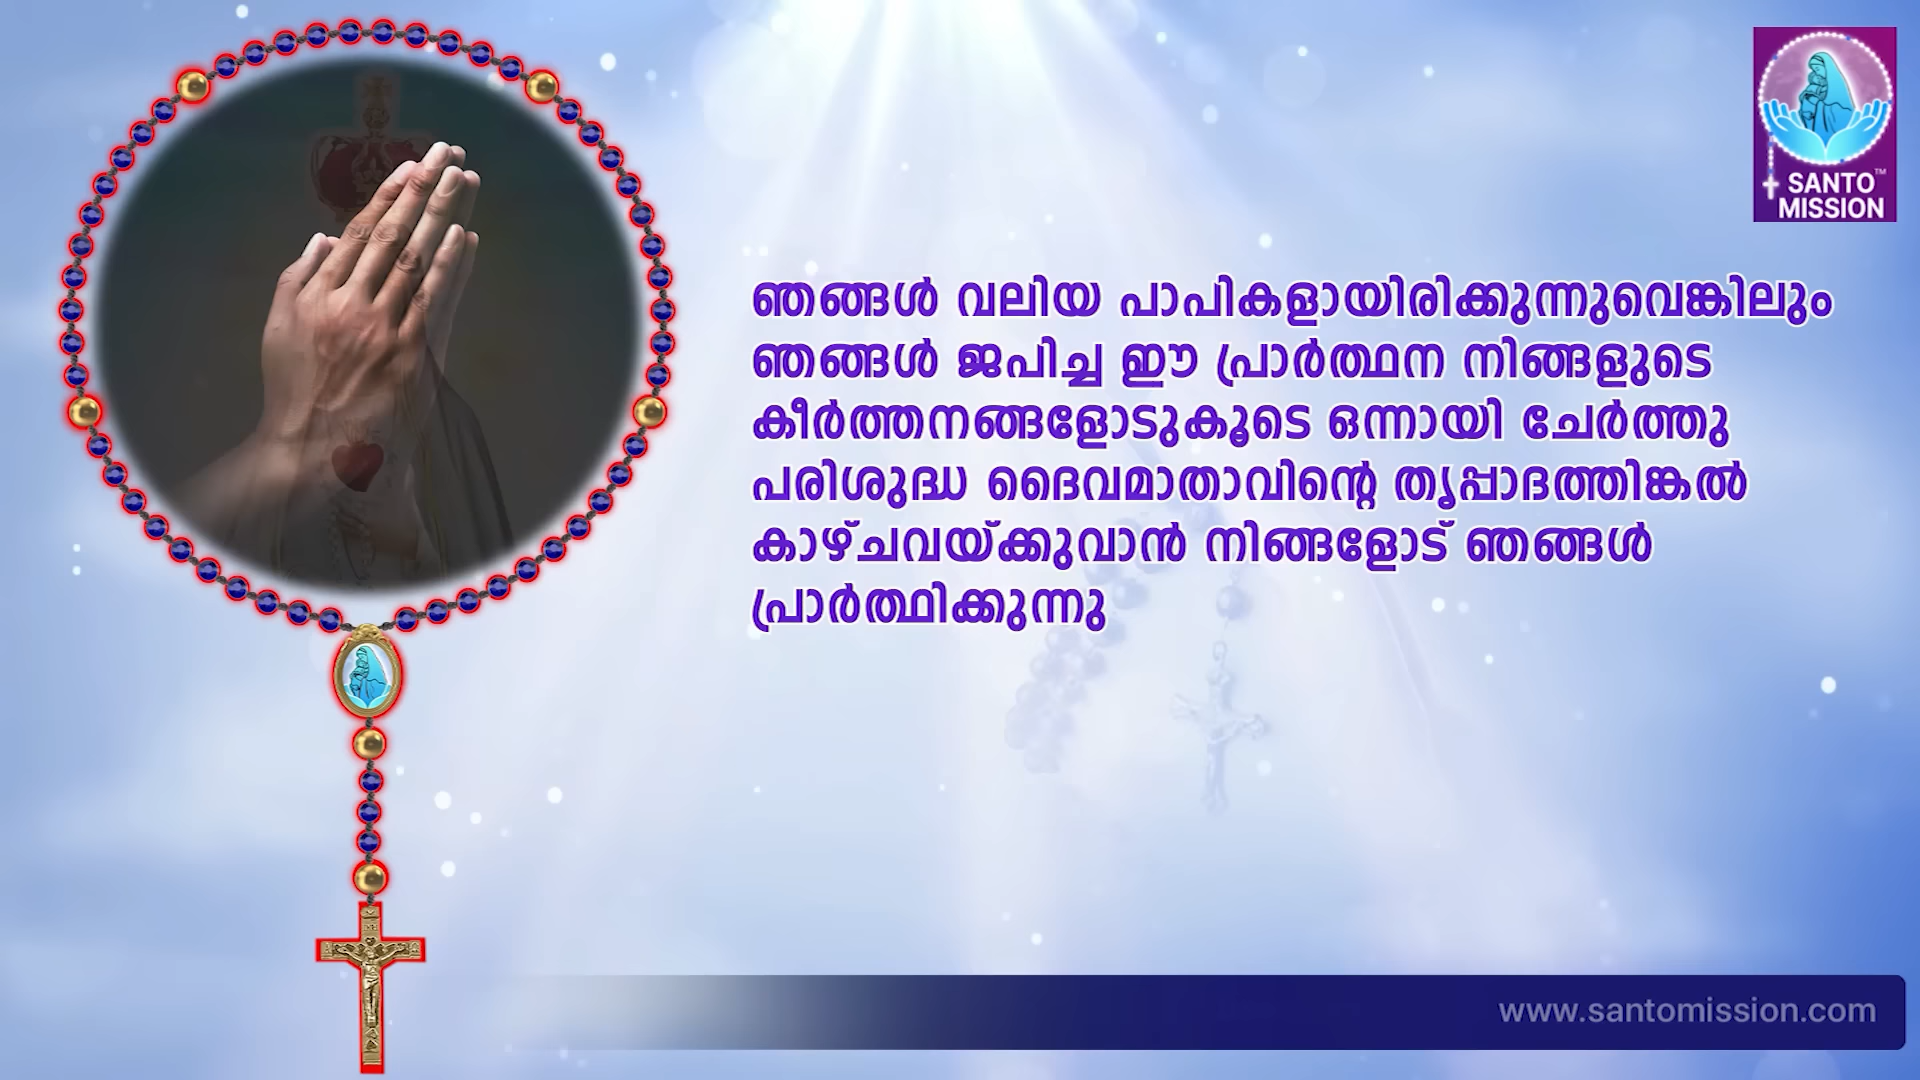 SANTO™
MISSION
ഞങ്ങൾ വലിയ പാപികളായിരിക്കുന്നുവെങ്കിലും
ഞങ്ങൾ ജപിച്ച ഈ പ്രാർത്ഥന നിങ്ങളുടെ
കീർത്തനങ്ങളോടുകൂടെ ഒന്നായി ചേർത്തു
പരിശുദ്ധ ദൈവമാതാവിന്റെ തൃപ്പാദത്തിങ്കൽ
കാഴ്ചവയ്ക്കുവാൻ നിങ്ങളോട് ഞങ്ങൾ
പ്രാർത്ഥിക്കുന്നു
www.santomission.com